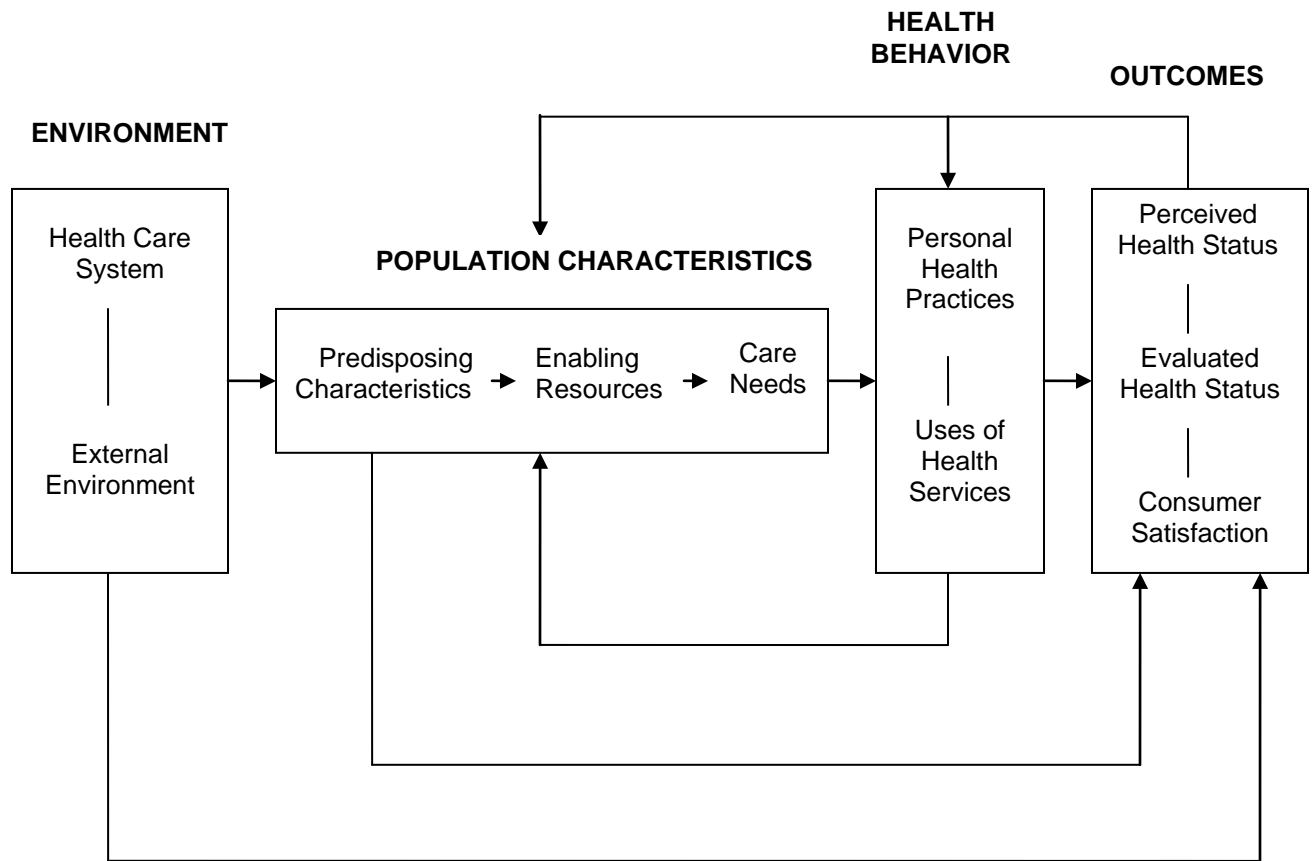 HEALTH
BEHAVIOR
OUTCOMES
ENVIRONMENT
Health Care
System
External
Environment
POPULATION CHARACTERISTICS
Predisposing
Characteristics
Enabling
Resources
Care
Needs
Personal
Health
Practices
Uses of
Health
Services
Perceived
Health Status
Evaluated
Health Status
Consumer
Satisfaction